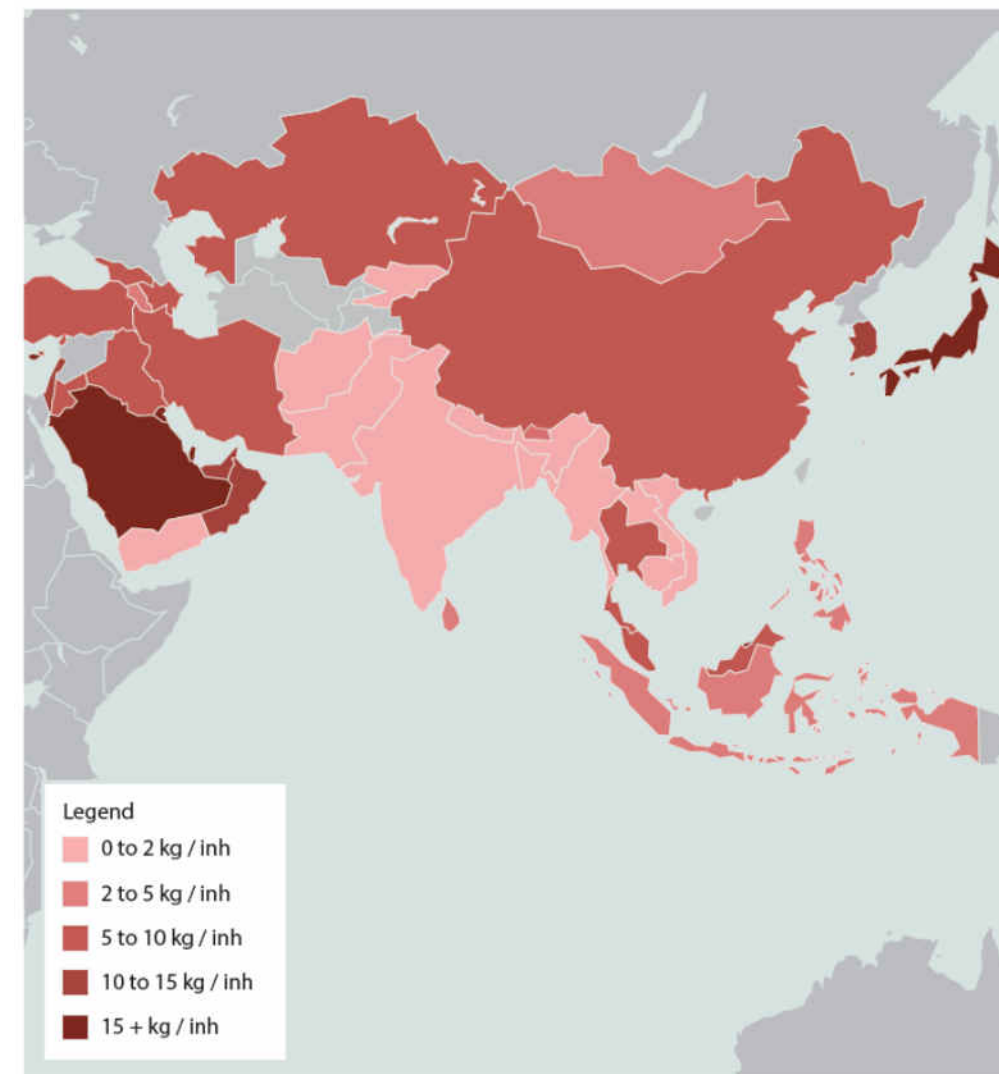 Legend
0 to 2 kg / inh
2 to 5 kg / inh
5 to 10 kg / inh
10 to 15 kg / inh
15 + kg / inh